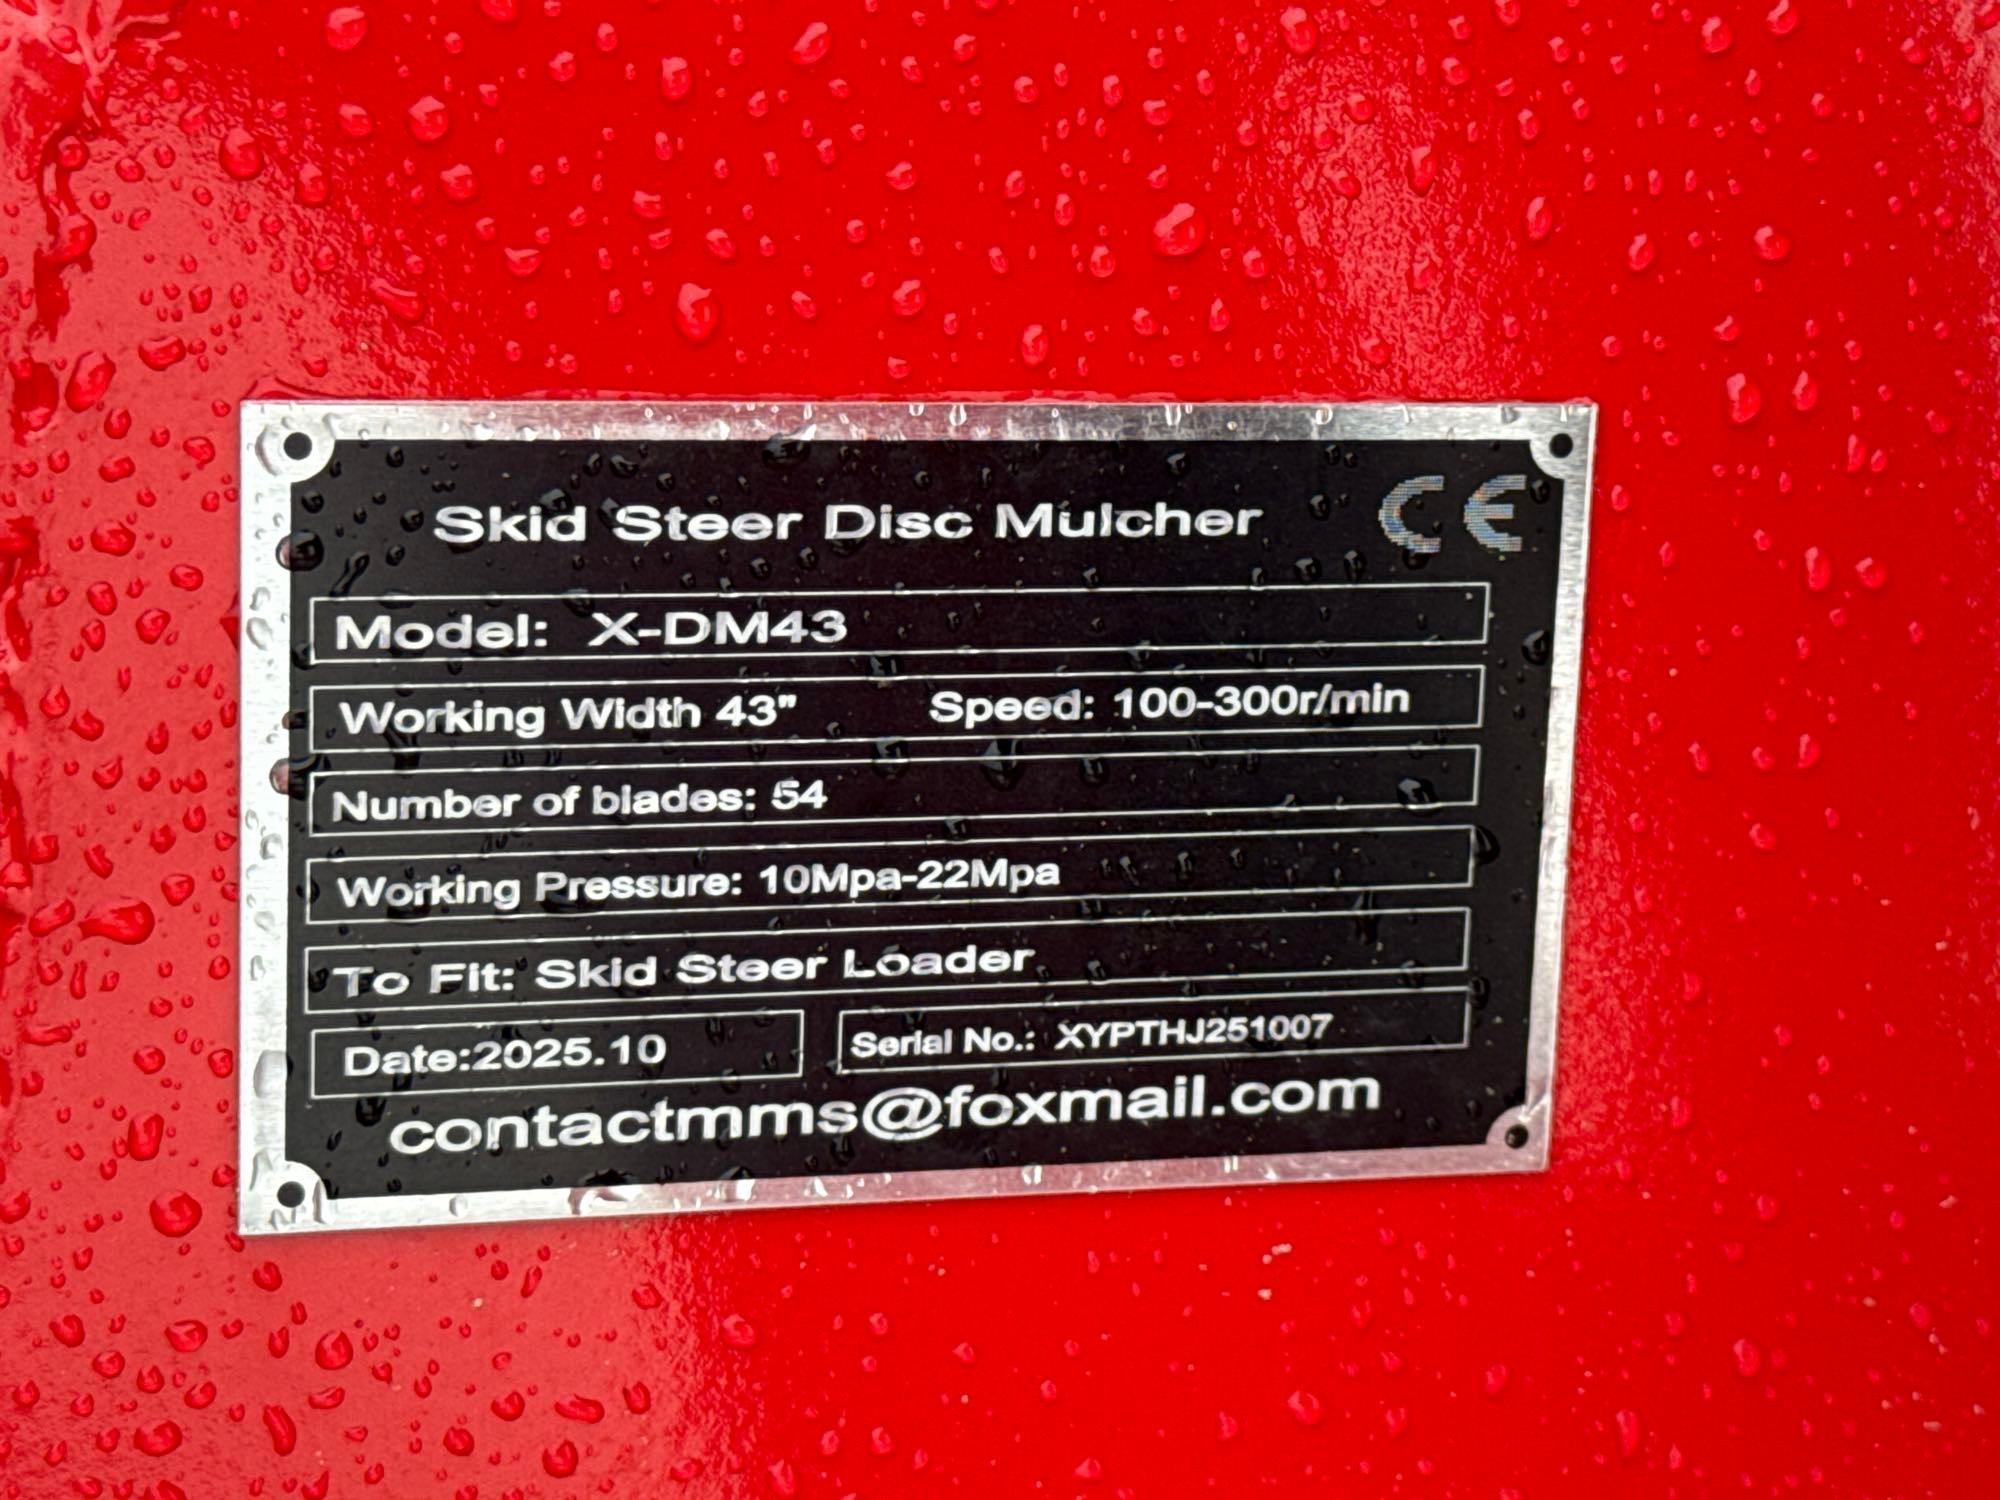 Skid Steer Disc Mulcher CE
Model: X-DM43
Working Width 43" Speed: 100-300r/min
Number of blades: 54
Working Pressure: 10Mpa-22Mpa
To Fit: Skid Steer Loader
Date:2025.10 Serial No.: XYPTHJ251007
contactmms@foxmail.com